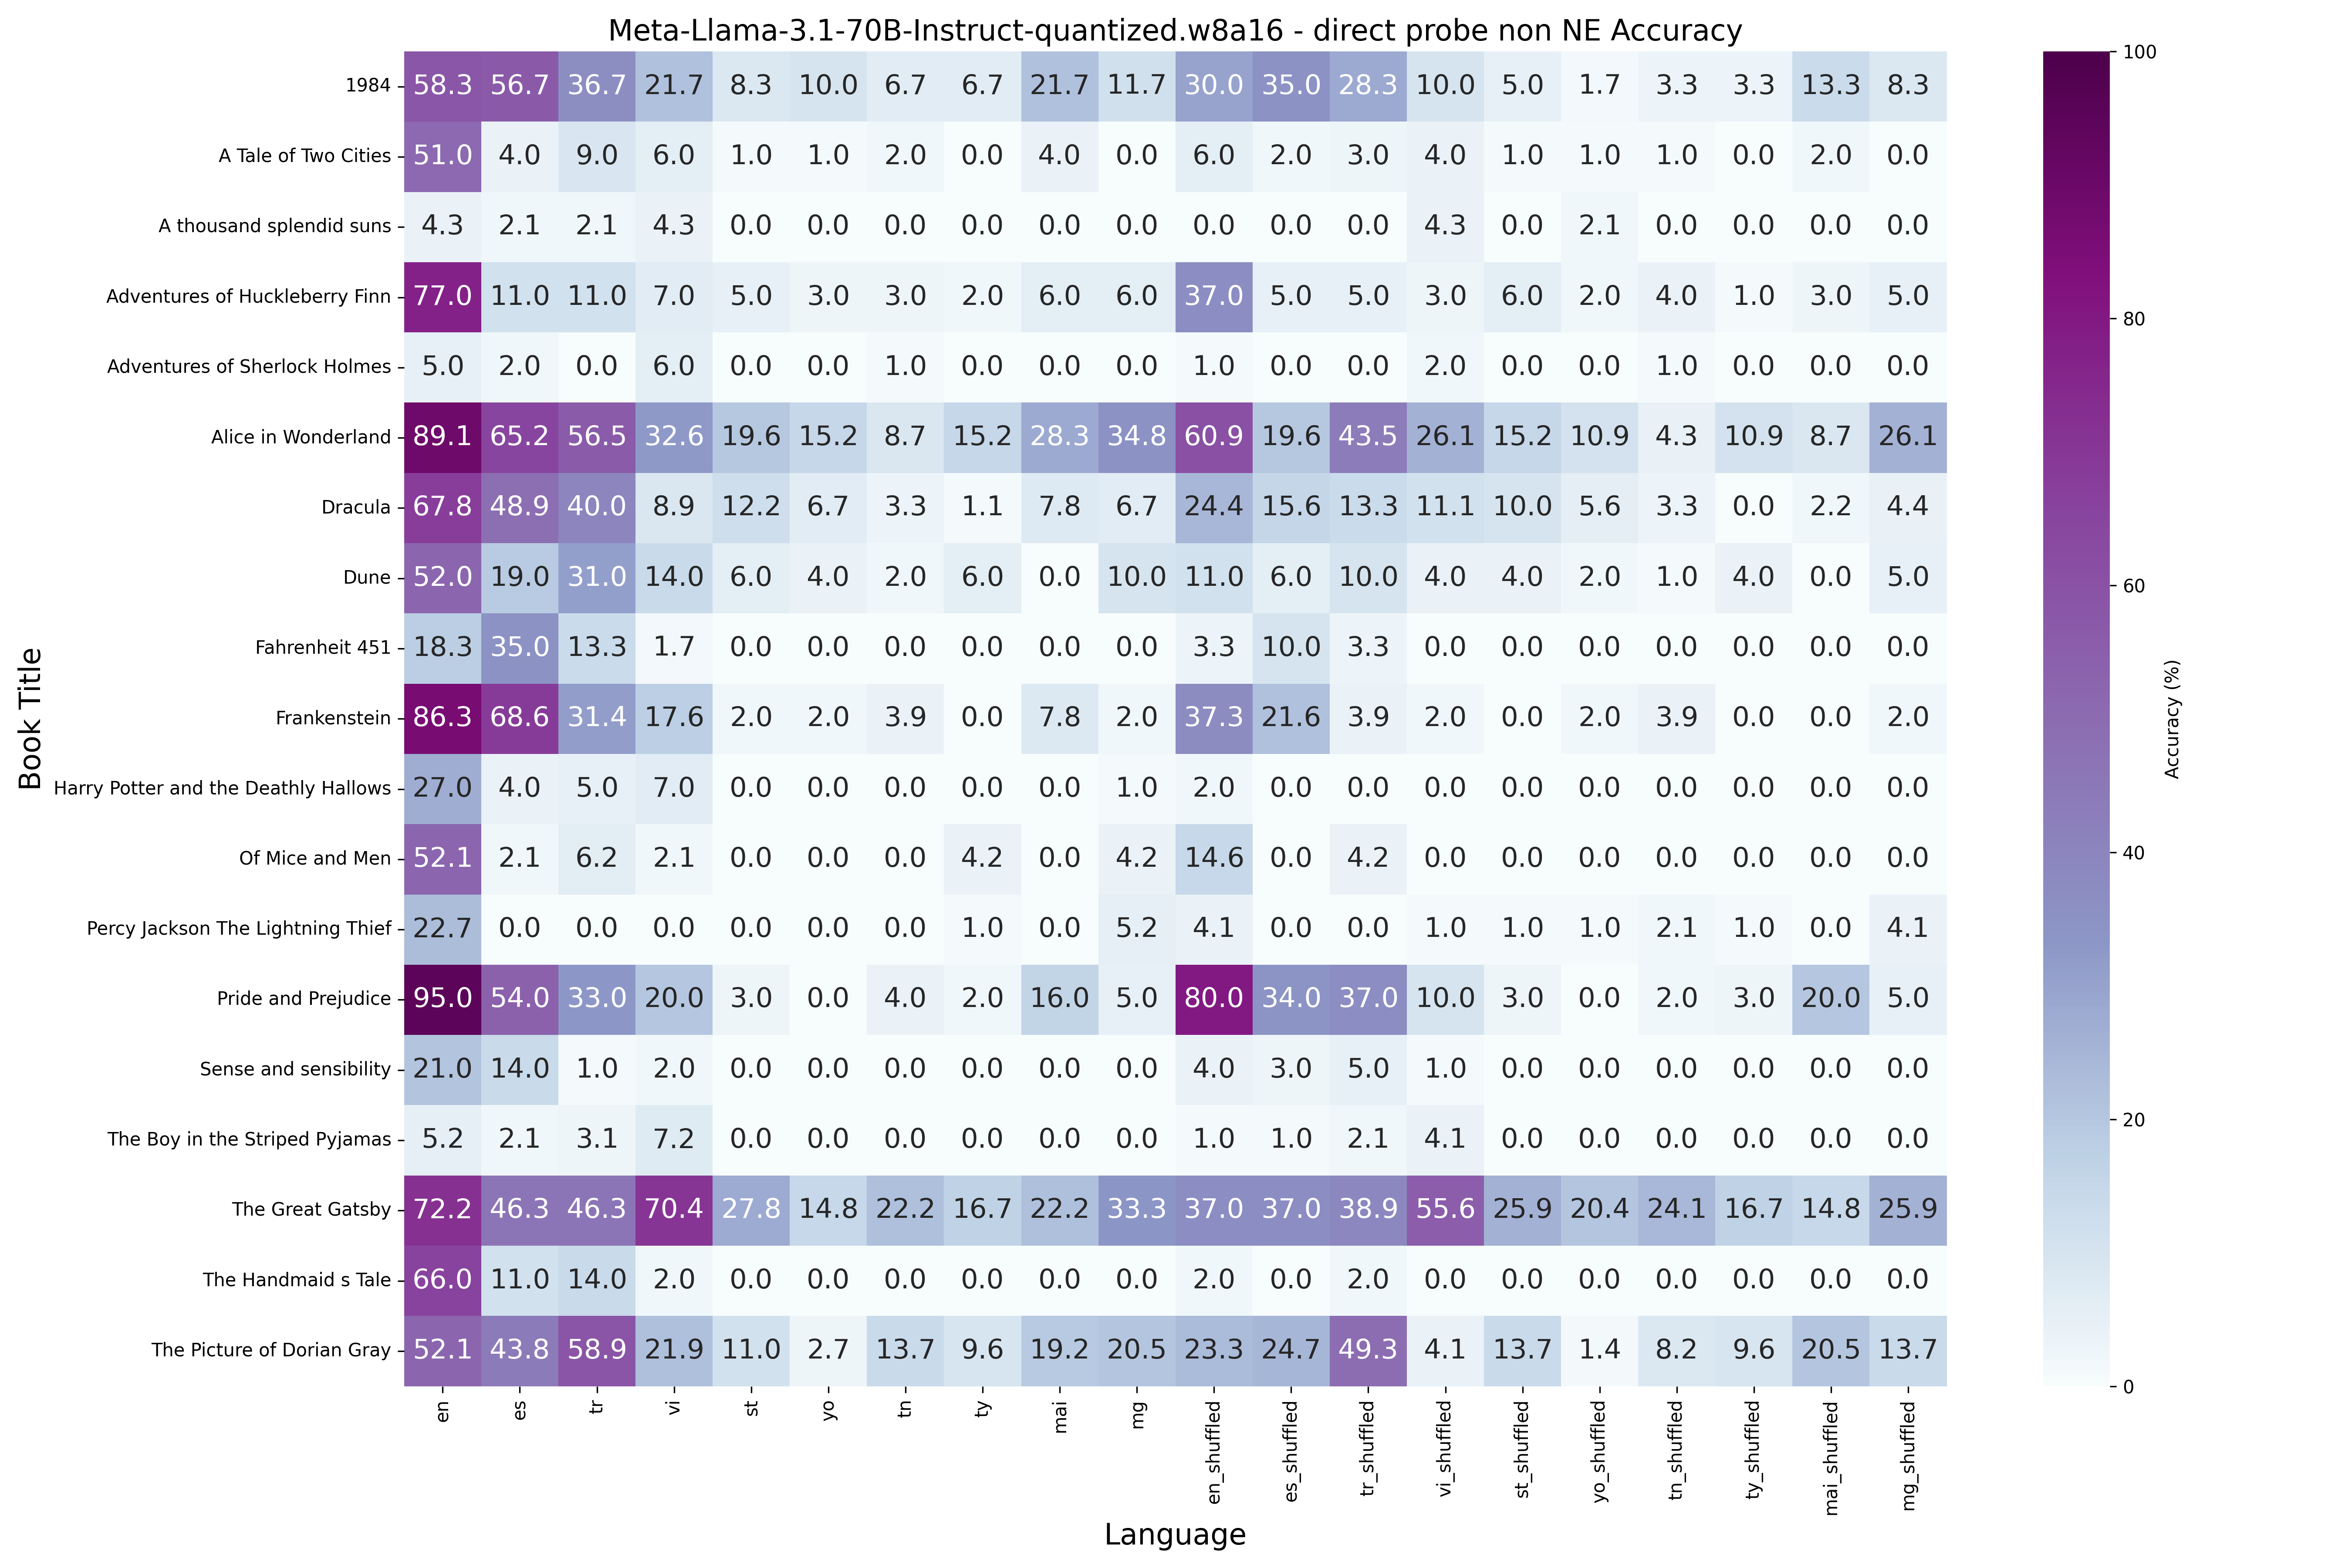 Meta-Llama-3.1-70B-Instruct-quantized.w8a16 - direct probe non NE Accuracy
Book Title
1984 58.3 56.7 36.7 21.7 8.3 10.0 6.7 6.7 21.7 11.7 30.0 35.0 28.3 10.0 5.0 1.7 3.3 3.3 13.3 8.3
A Tale of Two Cities 51.0 4.0 9.0 6.0 1.0 1.0 2.0 0.0 4.0 0.0 6.0 2.0 3.0 4.0 1.0 1.0 1.0 0.0 2.0 0.0
A thousand splendid suns 4.3 2.1 2.1 4.3 0.0 0.0 0.0 0.0 0.0 0.0 0.0 0.0 0.0 4.3 0.0 2.1 0.0 0.0 0.0 0.0
Adventures of Huckleberry Finn 77.0 11.0 11.0 7.0 5.0 3.0 3.0 2.0 6.0 6.0 37.0 5.0 5.0 3.0 6.0 2.0 4.0 1.0 3.0 5.0
Adventures of Sherlock Holmes 5.0 2.0 0.0 6.0 0.0 0.0 1.0 0.0 0.0 0.0 1.0 0.0 0.0 2.0 0.0 0.0 1.0 0.0 0.0 0.0
Alice in Wonderland 89.1 65.2 56.5 32.6 19.6 15.2 8.7 15.2 28.3 34.8 60.9 19.6 43.5 26.1 15.2 10.9 4.3 10.9 8.7 26.1
Dracula 67.8 48.9 40.0 8.9 12.2 6.7 3.3 1.1 7.8 6.7 24.4 15.6 13.3 11.1 10.0 5.6 3.3 0.0 2.2 4.4
Dune 52.0 19.0 31.0 14.0 6.0 4.0 2.0 6.0 0.0 10.0 11.0 6.0 10.0 4.0 4.0 2.0 1.0 4.0 0.0 5.0
Fahrenheit 451 18.3 35.0 13.3 1.7 0.0 0.0 0.0 0.0 0.0 0.0 3.3 10.0 3.3 0.0 0.0 0.0 0.0 0.0 0.0 0.0
Frankenstein 86.3 68.6 31.4 17.6 2.0 2.0 3.9 0.0 7.8 2.0 37.3 21.6 3.9 2.0 0.0 2.0 3.9 0.0 0.0 2.0
Harry Potter and the Deathly Hallows 27.0 4.0 5.0 7.0 0.0 0.0 0.0 0.0 0.0 1.0 2.0 0.0 0.0 0.0 0.0 0.0 0.0 0.0 0.0 0.0
Of Mice and Men 52.1 2.1 6.2 2.1 0.0 0.0 0.0 4.2 0.0 4.2 14.6 0.0 4.2 0.0 0.0 0.0 0.0 0.0 0.0 0.0
Percy Jackson The Lightning Thief 22.7 0.0 0.0 0.0 0.0 0.0 0.0 1.0 0.0 5.2 4.1 0.0 0.0 1.0 1.0 1.0 2.1 1.0 0.0 4.1
Pride and Prejudice 95.0 54.0 33.0 20.0 3.0 0.0 4.0 2.0 16.0 5.0 80.0 34.0 37.0 10.0 3.0 0.0 2.0 3.0 20.0 5.0
Sense and sensibility 21.0 14.0 1.0 2.0 0.0 0.0 0.0 0.0 0.0 0.0 4.0 3.0 5.0 1.0 0.0 0.0 0.0 0.0 0.0 0.0
The Boy in the Striped Pyjamas 5.2 2.1 3.1 7.2 0.0 0.0 0.0 0.0 0.0 0.0 1.0 1.0 2.1 4.1 0.0 0.0 0.0 0.0 0.0 0.0
The Great Gatsby 72.2 46.3 46.3 70.4 27.8 14.8 22.2 16.7 22.2 33.3 37.0 37.0 38.9 55.6 25.9 20.4 24.1 16.7 14.8 25.9
The Handmaid s Tale 66.0 11.0 14.0 2.0 0.0 0.0 0.0 0.0 0.0 0.0 2.0 0.0 2.0 0.0 0.0 0.0 0.0 0.0 0.0 0.0
The Picture of Dorian Gray 52.1 43.8 58.9 21.9 11.0 2.7 13.7 9.6 19.2 20.5 23.3 24.7 49.3 4.1 13.7 1.4 8.2 9.6 20.5 13.7
en es tr vi st yo tn ty mai mg en_shuffled es_shuffled tr_shuffled vi_shuffled st_shuffled yo_shuffled tn_shuffled ty_shuffled mai_shuffled mg_shuffled
Language
100
80
60
40
20
0
Accuracy (%)